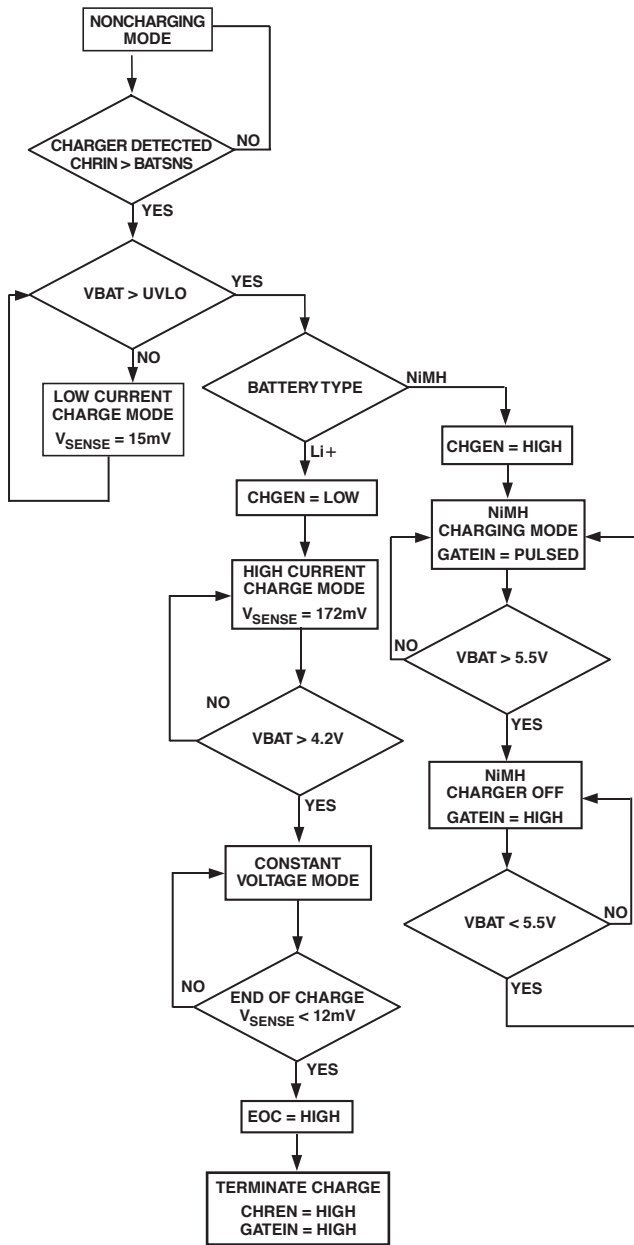 NONCHARGING
MODE
CHARGER DETECTED
CHRIN > BATSNS
NO
YES
VBAT > UVLO
YES
NO
LOW CURRENT
CHARGE MODE
VSENSE = 15mV
BATTERY TYPE
NiMH
Li+
CHGEN = HIGH
CHGEN = LOW
NiMH
CHARGING MODE
GATEIN = PULSED
HIGH CURRENT
CHARGE MODE
VSENSE = 172mV
NO
VBAT > 5.5V
YES
NO
VBAT > 4.2V
YES
NiMH
CHARGER OFF
GATEIN = HIGH
CONSTANT
VOLTAGE MODE
VBAT < 5.5V
NO
YES
NO
END OF CHARGE
VSENSE < 12mV
YES
EOC = HIGH
TERMINATE CHARGE
CHREN = HIGH
GATEIN = HIGH